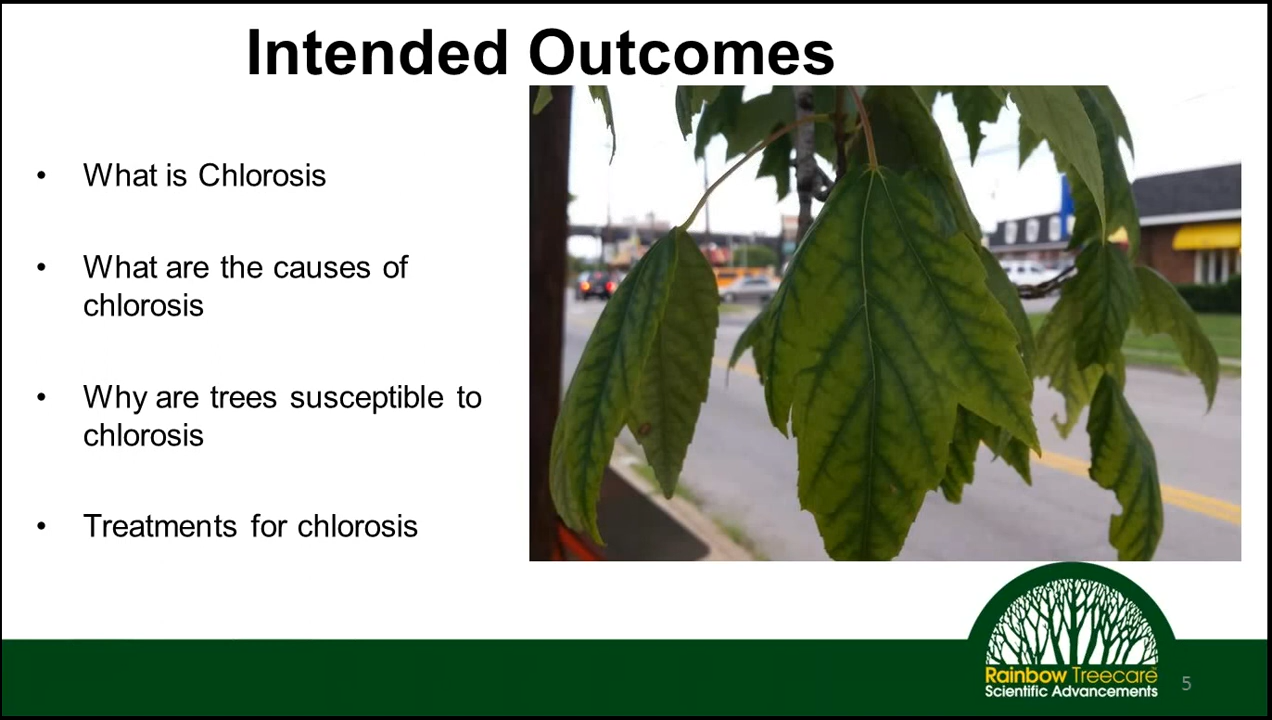 Intended Outcomes
• What is Chlorosis
• What are the causes of
chlorosis
• Why are trees susceptible to
chlorosis
• Treatments for chlorosis
Rainbow Treecare
Scientific Advancements
5